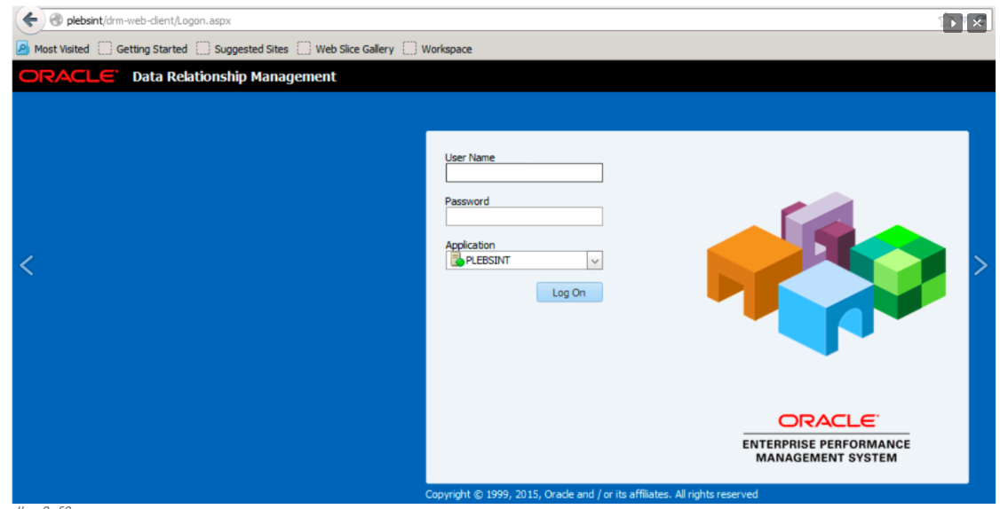 plebsint/drm-web-client/Logon.aspx
Most Visited Getting Started Suggested Sites Web Slice Gallery Workspace
ORACLE® Data Relationship Management
User Name
Password
Application
PLEBSINT
Log On
ORACLE®
ENTERPRISE PERFORMANCE
MANAGEMENT SYSTEM
Copyright © 1999, 2015, Oracle and / or its affiliates. All rights reserved